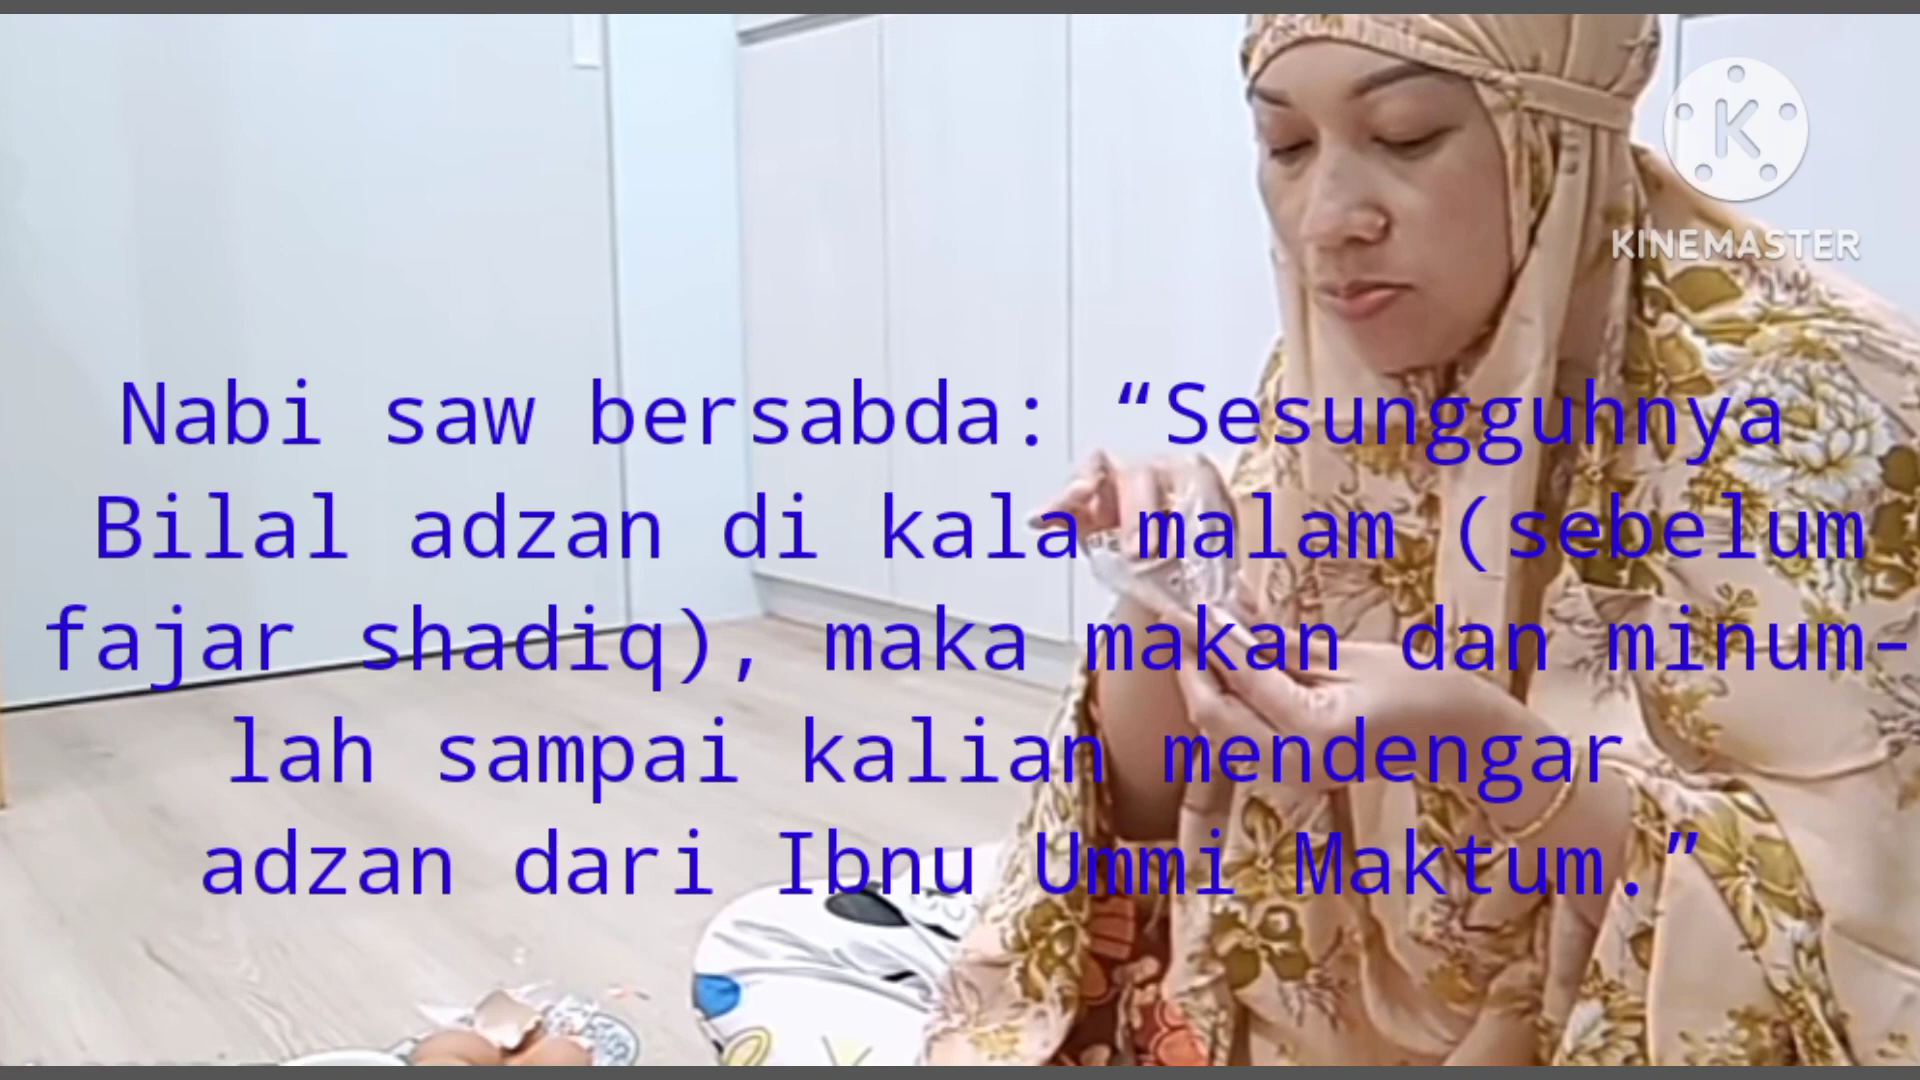 K
KINEMASTER
Nabi saw bersabda: “Sesungguhnya
Bilal adzan di kala malam (sebelum
fajar shadiq), maka makan dan minum-
lah sampai kalian mendengar
adzan dari Ibnu Ummi Maktum.”